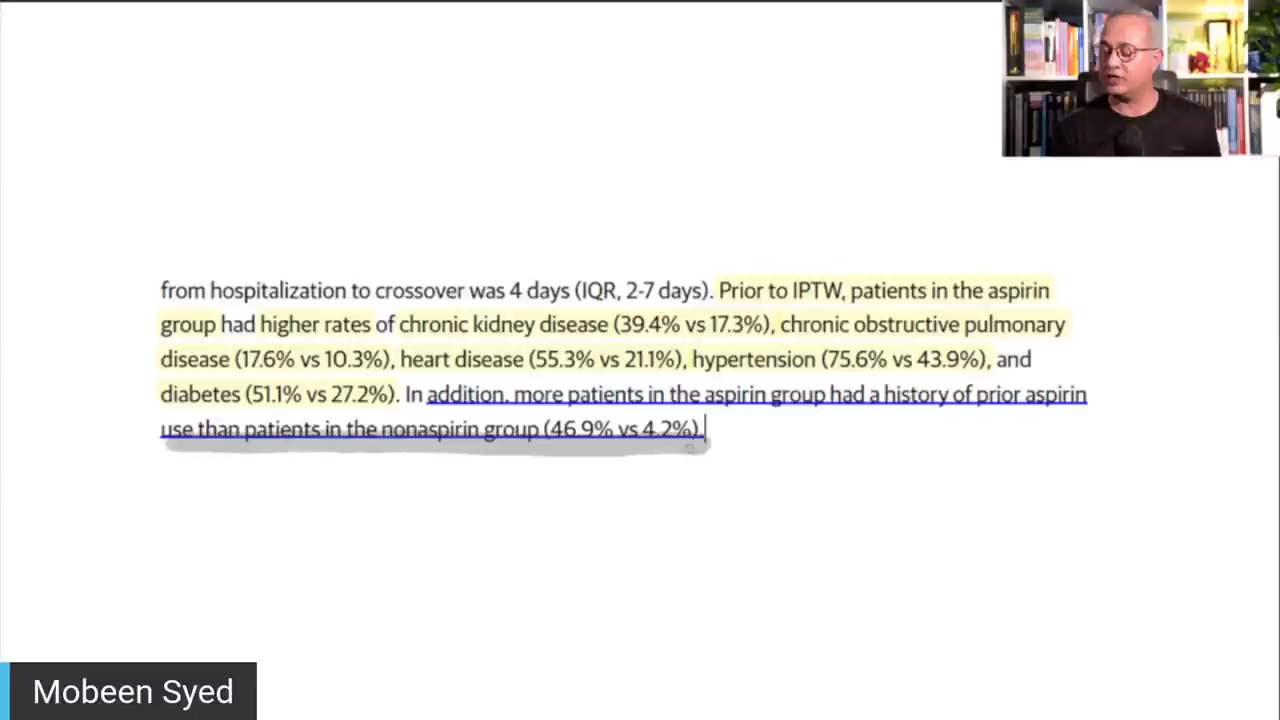 from hospitalization to crossover was 4 days (IQR, 2-7 days). Prior to IPTW, patients in the aspirin
group had higher rates of chronic kidney disease (39.4% vs 17.3%), chronic obstructive pulmonary
disease (17.6% vs 10.3%), heart disease (55.3% vs 21.1%), hypertension (75.6% vs 43.9%), and
diabetes (51.1% vs 27.2%). In addition, more patients in the aspirin group had a history of prior aspirin
use than patients in the nonaspirin group (46.9% vs 4.2%).
Mobeen Syed